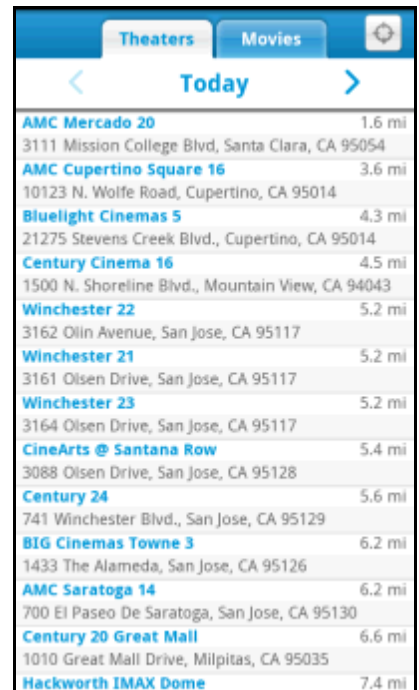 Theaters Movies
Today
AMC Mercado 20 1.6 mi
3111 Mission College Blvd, Santa Clara, CA 95054
AMC Cupertino Square 16 3.6 mi
10123 N. Wolfe Road, Cupertino, CA 95014
Bluelight Cinemas 5 4.3 mi
21275 Stevens Creek Blvd., Cupertino, CA 95014
Century Cinema 16 4.5 mi
1500 N. Shoreline Blvd., Mountain View, CA 94043
Winchester 22 5.2 mi
3162 Olin Avenue, San Jose, CA 95117
Winchester 21 5.2 mi
3161 Olsen Drive, San Jose, CA 95117
Winchester 23 5.2 mi
3164 Olsen Drive, San Jose, CA 95117
CineArts @ Santana Row 5.4 mi
3088 Olsen Drive, San Jose, CA 95128
Century 24 5.6 mi
741 Winchester Blvd., San Jose, CA 95129
BIG Cinemas Towne 3 6.2 mi
1433 The Alameda, San Jose, CA 95126
AMC Saratoga 14 6.2 mi
700 El Paseo De Saratoga, San Jose, CA 95130
Century 20 Great Mall 6.6 mi
1010 Great Mall Drive, Milpitas, CA 95035
Hackworth IMAX Dome 7.4 mi